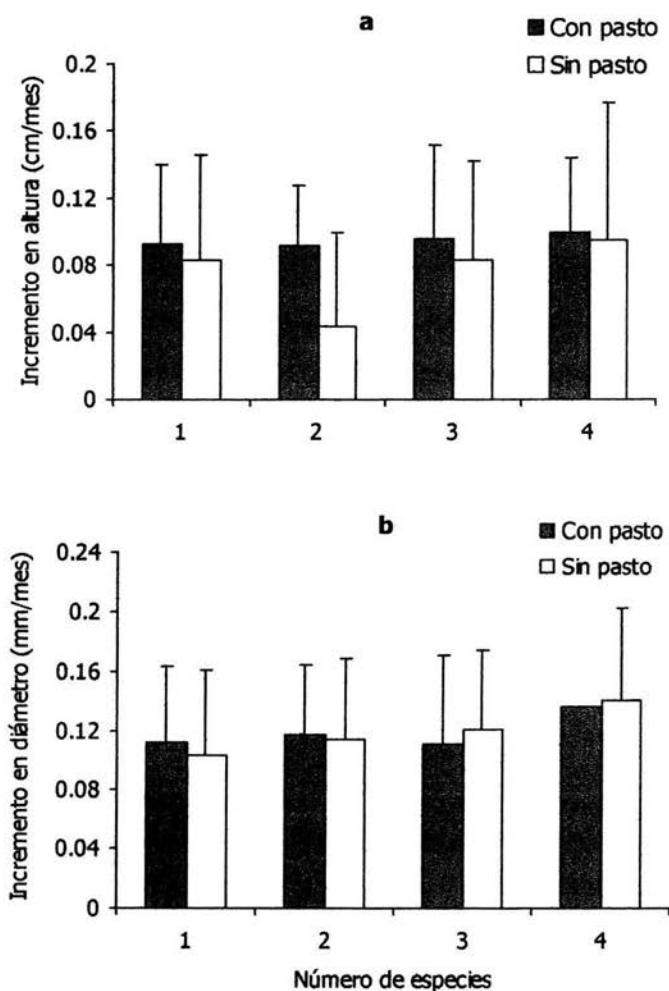 a
Con pasto
Sin pasto
Incremento en altura (cm/mes)
0.2
0.16
0.12
0.08
0.04
0
1 2 3 4
b
Con pasto
Sin pasto
Incremento en diámetro (mm/mes)
0.24
0.2
0.16
0.12
0.08
0.04
0
1 2 3 4
Número de especies